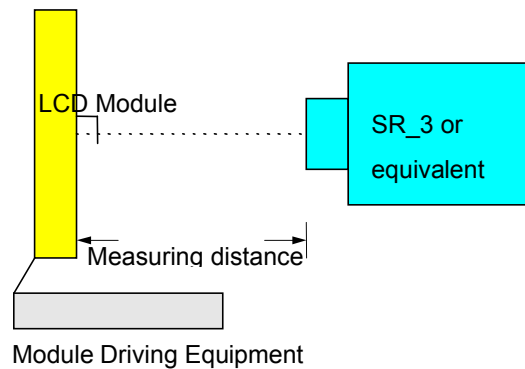 LCD Module
SR_3 or
equivalent
Measuring distance
Module Driving Equipment